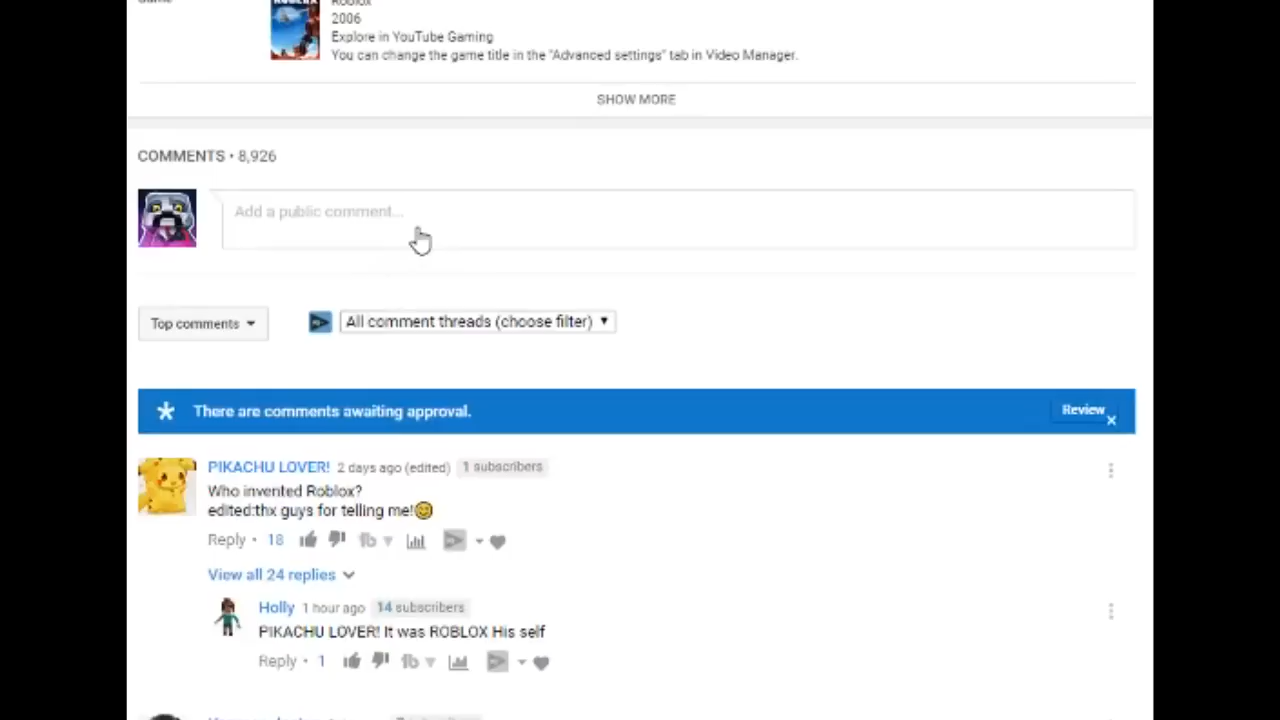 Roblox
2006
Explore in YouTube Gaming
You can change the game title in the "Advanced settings" tab in Video Manager.
SHOW MORE
COMMENTS • 8,926
Add a public comment...
Top comments
All comment threads (choose filter)
There are comments awaiting approval.
Review
PIKACHU LOVER! 2 days ago (edited) 1 subscribers
Who invented Roblox?
edited:thx guys for telling me!😊
Reply • 18
View all 24 replies
Holly 1 hour ago 14 subscribers
PIKACHU LOVER! It was ROBLOX His self
Reply • 1